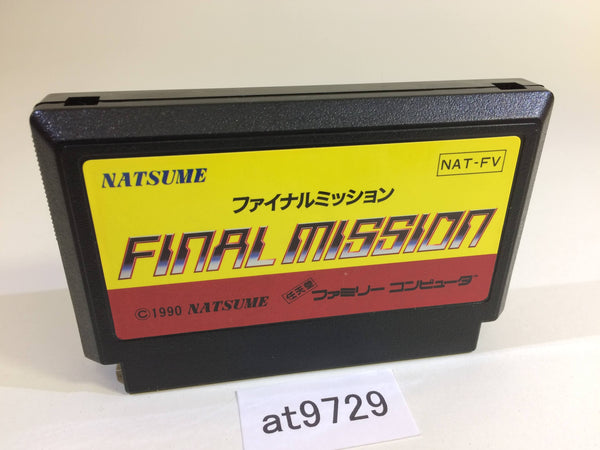 NATSUME
NAT-FV
ファイナルミッション
FINAL MISSION
©1990 NATSUME
任天堂 ファミリー コンピュータ
at9729